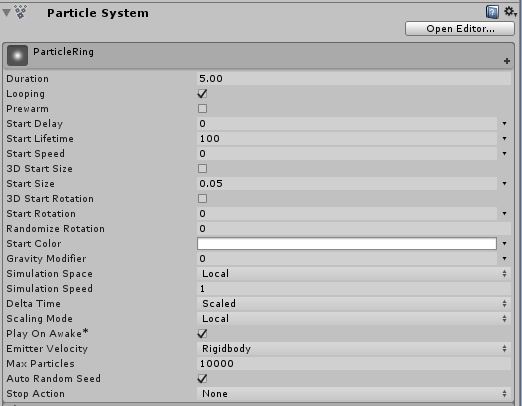 Particle System
Open Editor...
ParticleRing
Duration 5.00
Looping
Prewarm
Start Delay 0
Start Lifetime 100
Start Speed 0
3D Start Size
Start Size 0.05
3D Start Rotation
Start Rotation 0
Randomize Rotation 0
Start Color
Gravity Modifier 0
Simulation Space Local
Simulation Speed 1
Delta Time Scaled
Scaling Mode Local
Play On Awake*
Emitter Velocity Rigidbody
Max Particles 10000
Auto Random Seed
Stop Action None